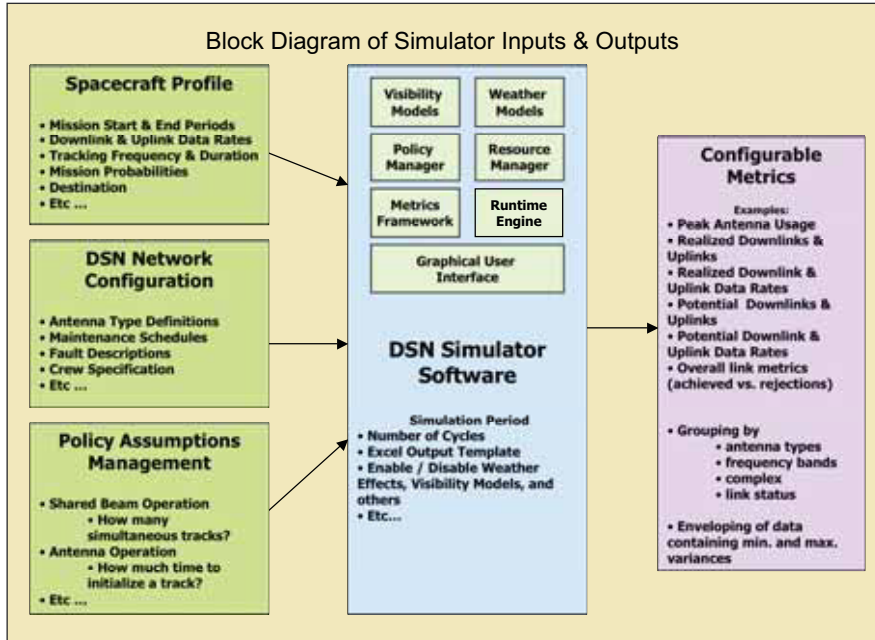 Block Diagram of Simulator Inputs & Outputs
Spacecraft Profile
• Mission Start & End Periods
• Downlink & Uplink Data Rates
• Tracking Frequency & Duration
• Mission Probabilities
• Destination
• Etc ...
DSN Network
Configuration
• Antenna Type Definitions
• Maintenance Schedules
• Fault Descriptions
• Crew Specification
• Etc ...
Policy Assumptions
Management
• Shared Beam Operation
• How many
simultaneous tracks?
• Antenna Operation
• How much time to
initialize a track?
• Etc ...
Visibility
Models
Weather
Models
Policy
Manager
Resource
Manager
Metrics
Framework
Runtime
Engine
Graphical User
Interface
DSN Simulator
Software
Simulation Period
• Number of Cycles
• Excel Output Template
• Enable / Disable Weather
Effects, Visibility Models, and
others
• Etc...
Configurable
Metrics
Examples:
• Peak Antenna Usage
• Realized Downlinks &
Uplinks
• Realized Downlink &
Uplink Data Rates
• Potential Downlinks &
Uplinks
• Potential Downlink &
Uplink Data Rates
• Overall link metrics
(achieved vs. rejections)
• Grouping by
• antenna types
• frequency bands
• complex
• link status
• Enveloping of data
containing min. and max.
variances